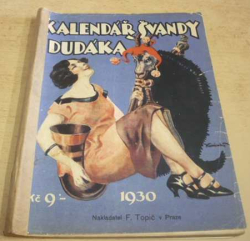 KALENDÁŘ ŠVANDY
DUDÁKA
Kč 9'-
1930
Nakladatel F. Topič v Praze